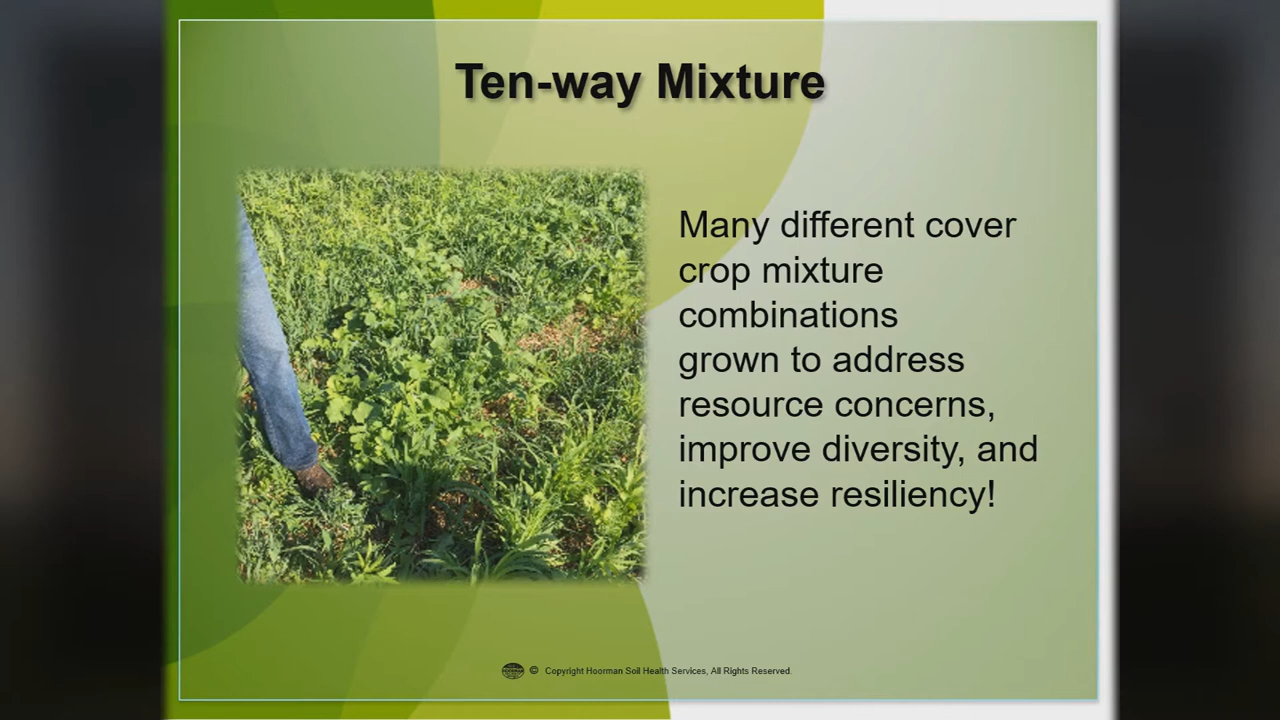 Ten-way Mixture
Many different cover
crop mixture
combinations
grown to address
resource concerns,
improve diversity, and
increase resiliency!
HOORMAN
© Copyright Hoorman Soil Health Services, All Rights Reserved.